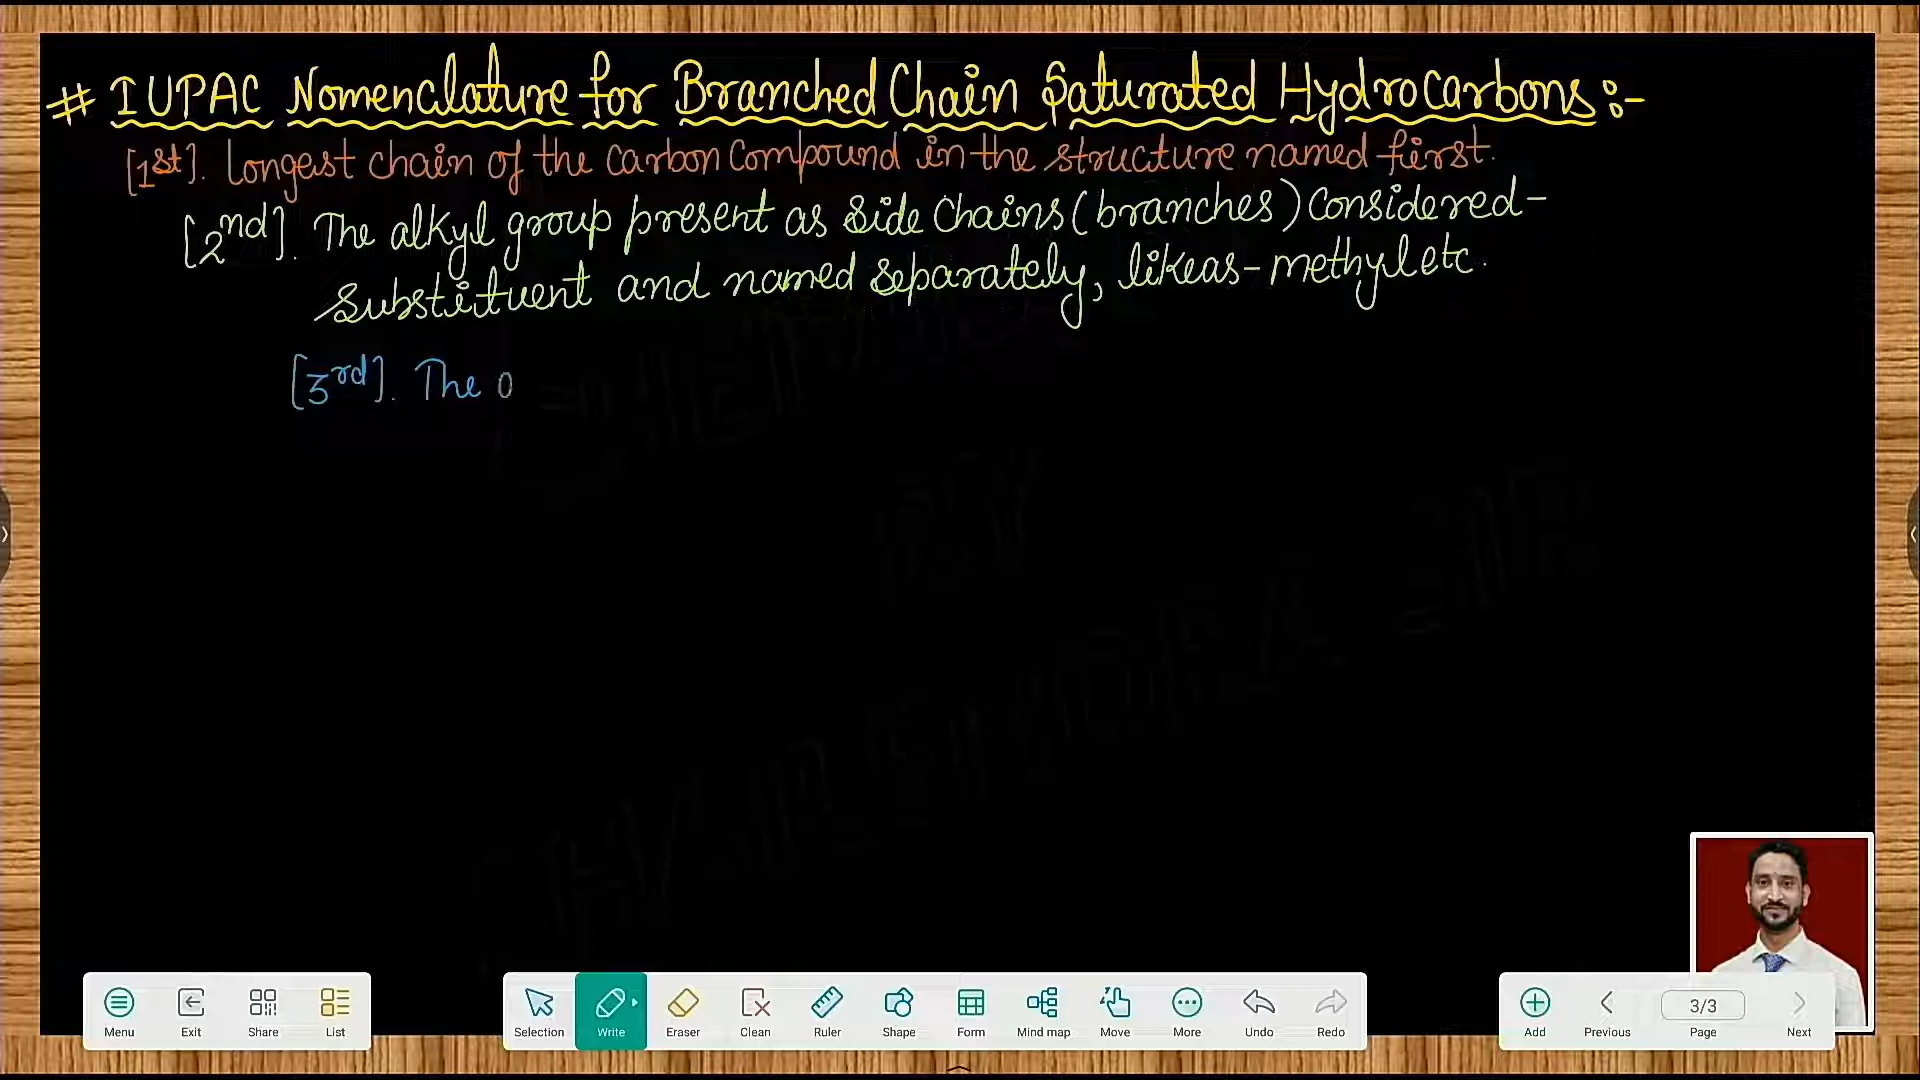 # IUPAC Nomenclature for Branched Chain Saturated Hydrocarbons :-
[1st]. Longest chain of the carbon compound in the structure named first.
[2nd]. The alkyl group present as side chains (branches) considered-
substituent and named separately, like as - methyl etc.
[3rd]. The
Menu Exit Share List Selection Write Eraser Clean Ruler Shape Form Mind map Move More Undo Redo Add Previous 3/3 Page Next